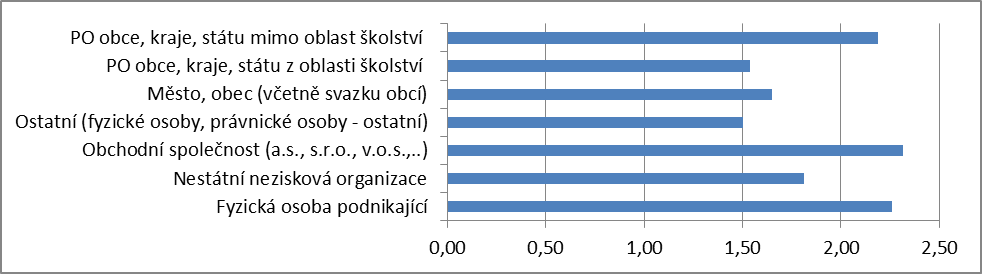 PO obce, kraje, státu mimo oblast školství
PO obce, kraje, státu z oblasti školství
Město, obec (včetně svazku obcí)
Ostatní (fyzické osoby, právnické osoby - ostatní)
Obchodní společnost (a.s., s.r.o., v.o.s.,..)
Nestátní nezisková organizace
Fyzická osoba podnikající
0,00 0,50 1,00 1,50 2,00 2,50